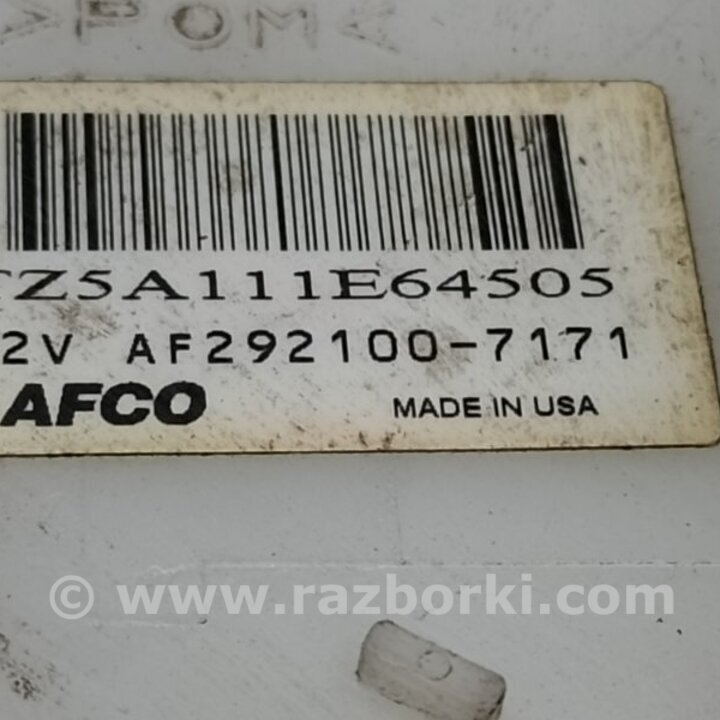 TZ5A111E64505
2V AF292100-7171
AFCO MADE IN USA
© www.razborki.com